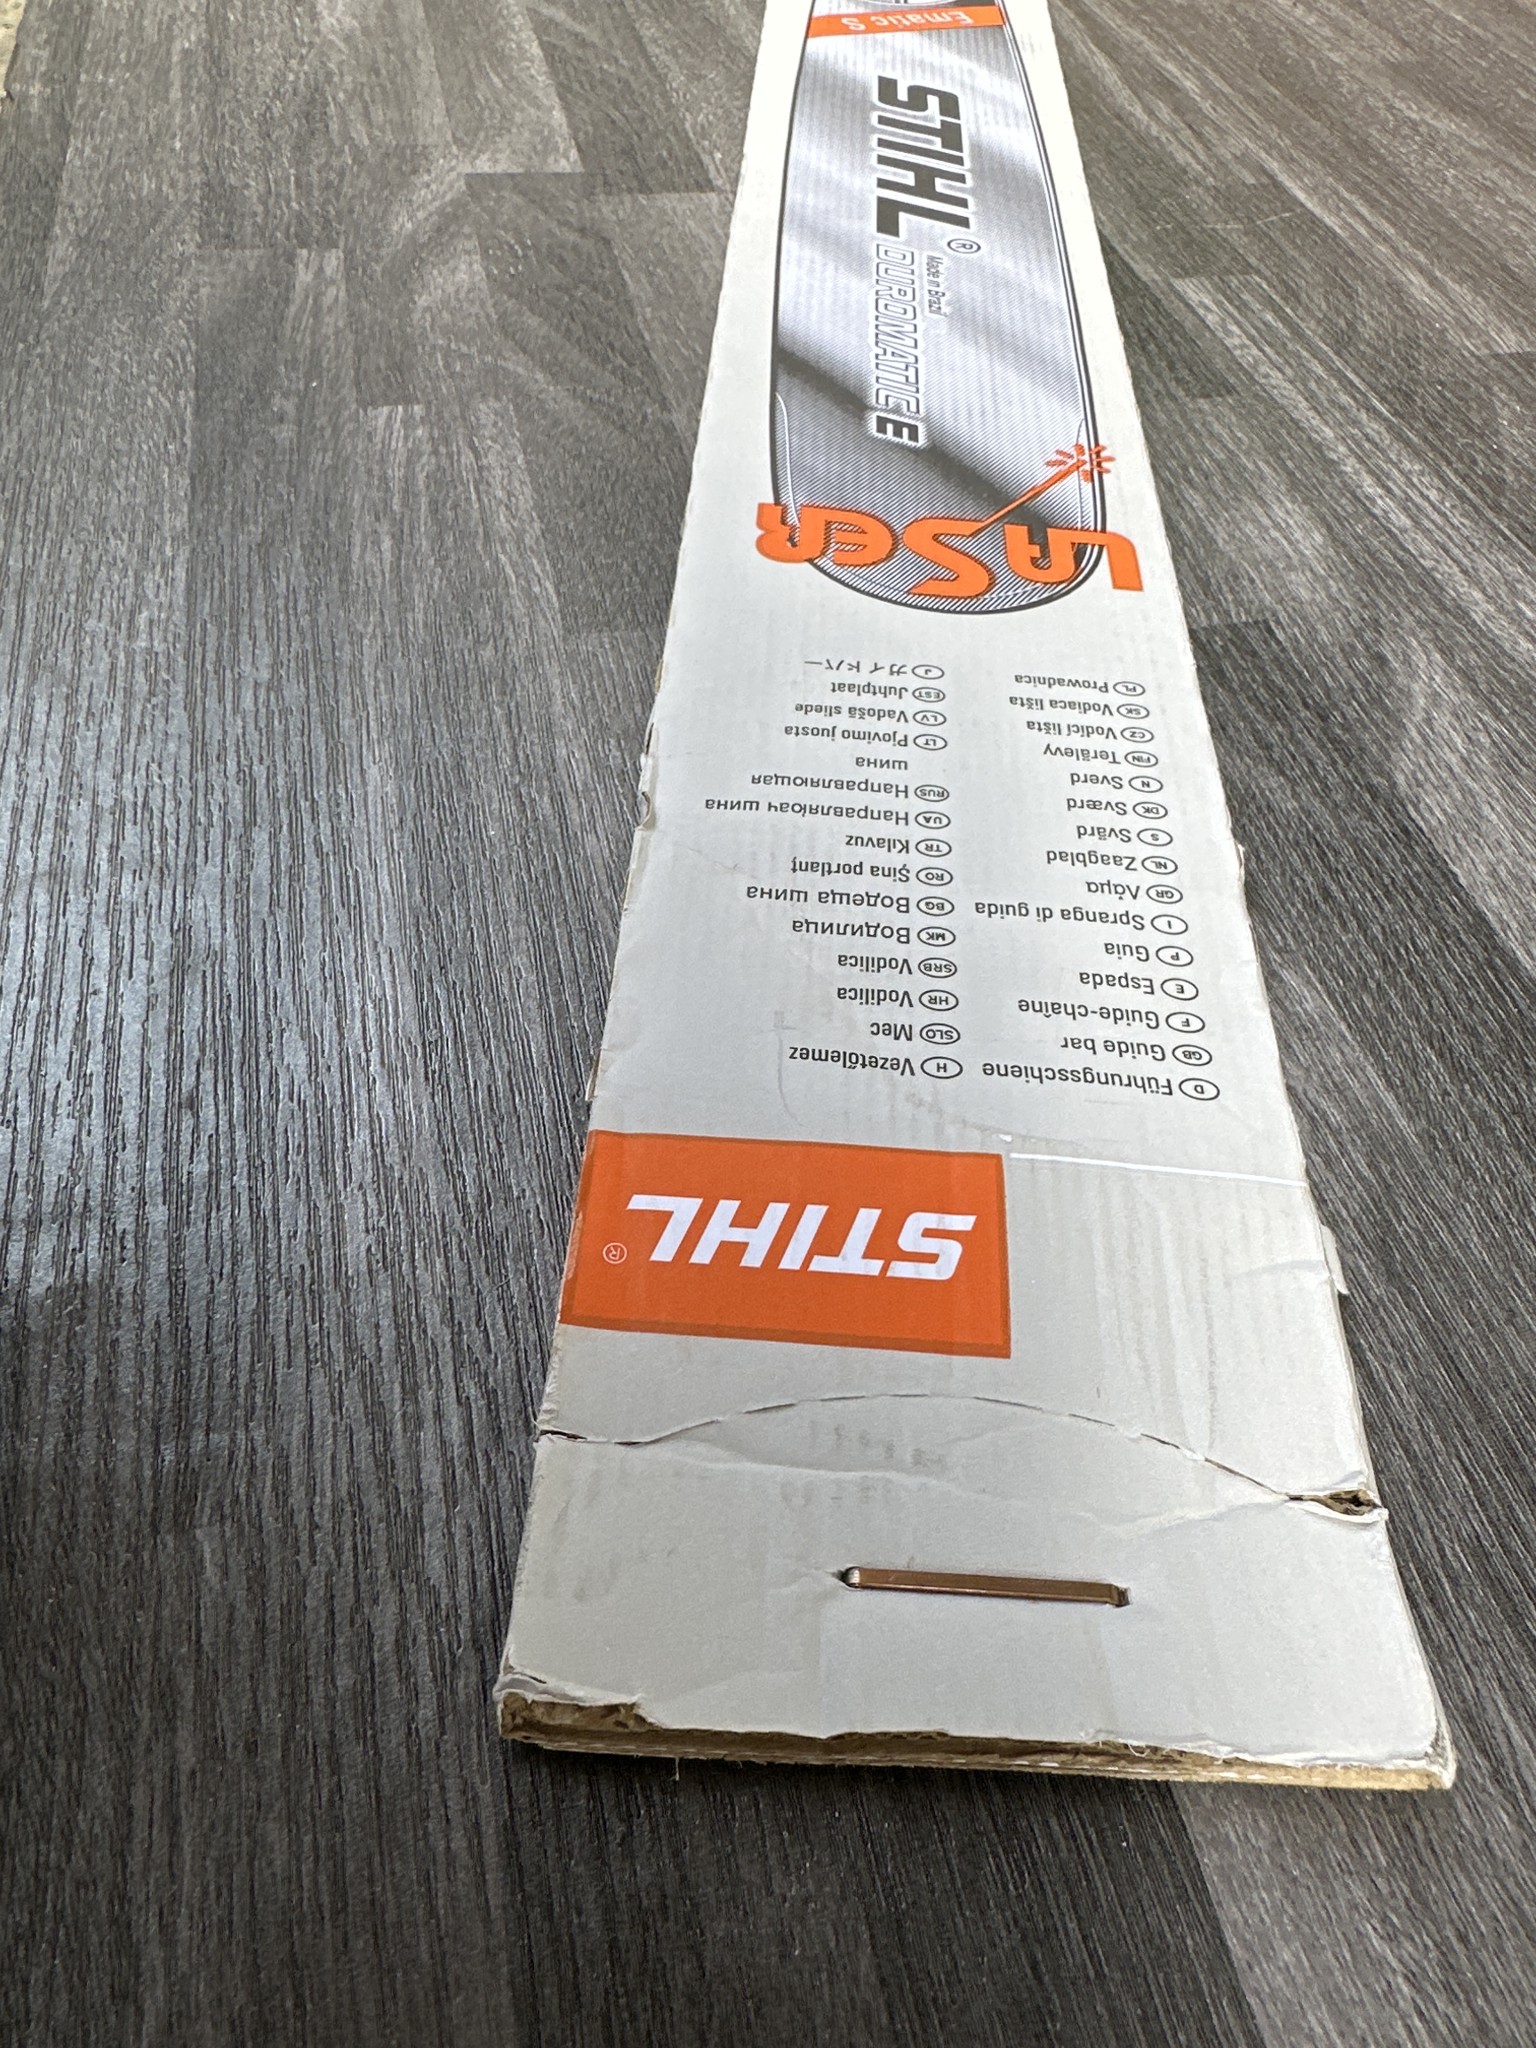 STIHL®
D Führungsschiene
GB Guide bar
F Guide-chaîne
E Espada
P Guia
I Spranga di guida
GR Λάμα
NL Zaagblad
S Svärd
DK Sværd
N Sverd
FIN Terälevy
CZ Vodicí lišta
SK Vodiaca lišta
PL Prowadnica
H Vezetőlemez
SLO Meč
HR Vodilica
SRB Vodilica
MK Водилица
BG Водеща шина
RO Şina portlanţ
TR Kılavuz
UA Направляюч шина
RUS Направляющая
шина
LT Pjovimo juosta
LV Vadošā sliede
EST Juhtplaat
J ガイドバー
LASER
STIHL®
Made in Brazil
DUROMATIC E
Ematic S